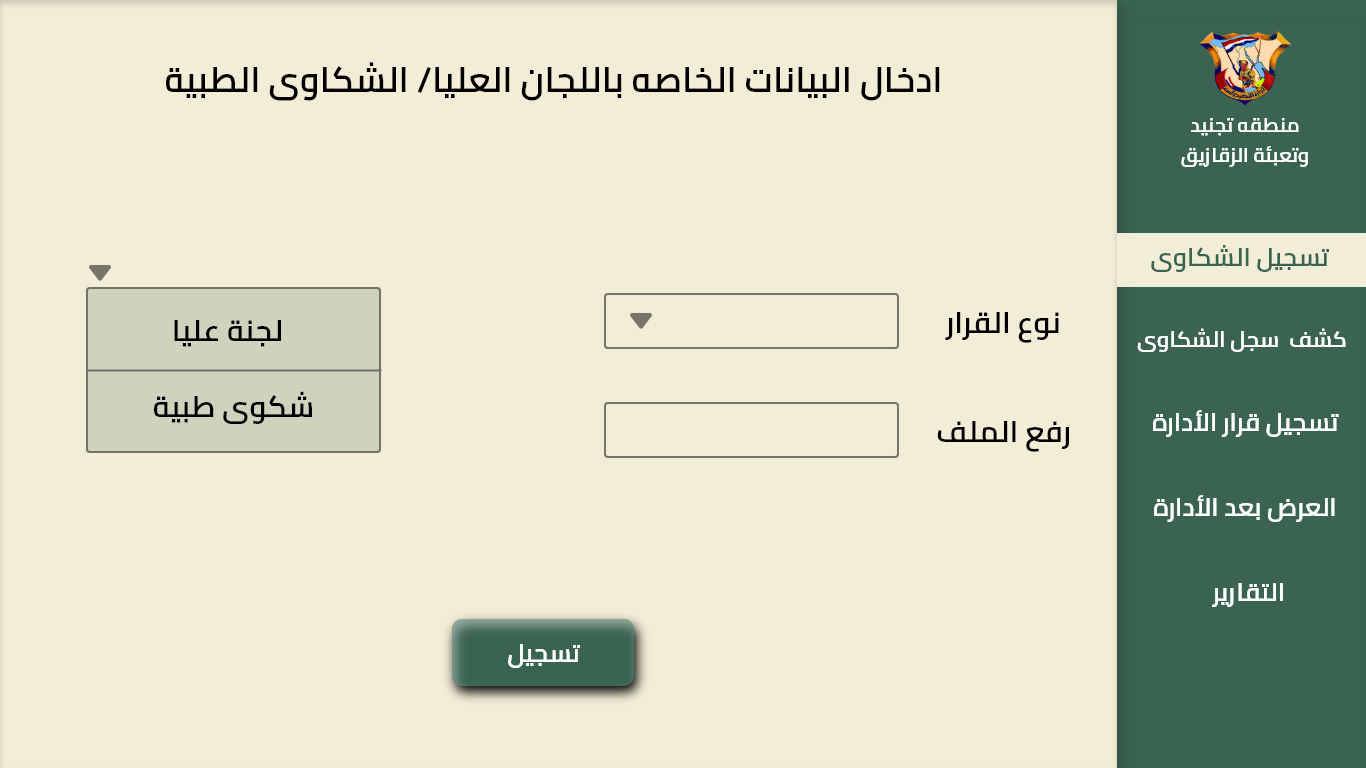 منطقه تجنيد
وتعبئة الزقازيق
تسجيل الشكاوى
كشف سجل الشكاوى
تسجيل قرار الأدارة
العرض بعد الأدارة
التقارير
ادخال البيانات الخاصه باللجان العليا/ الشكاوى الطبية
نوع القرار
رفع الملف
لجنة عليا
شكوى طبية
تسجيل